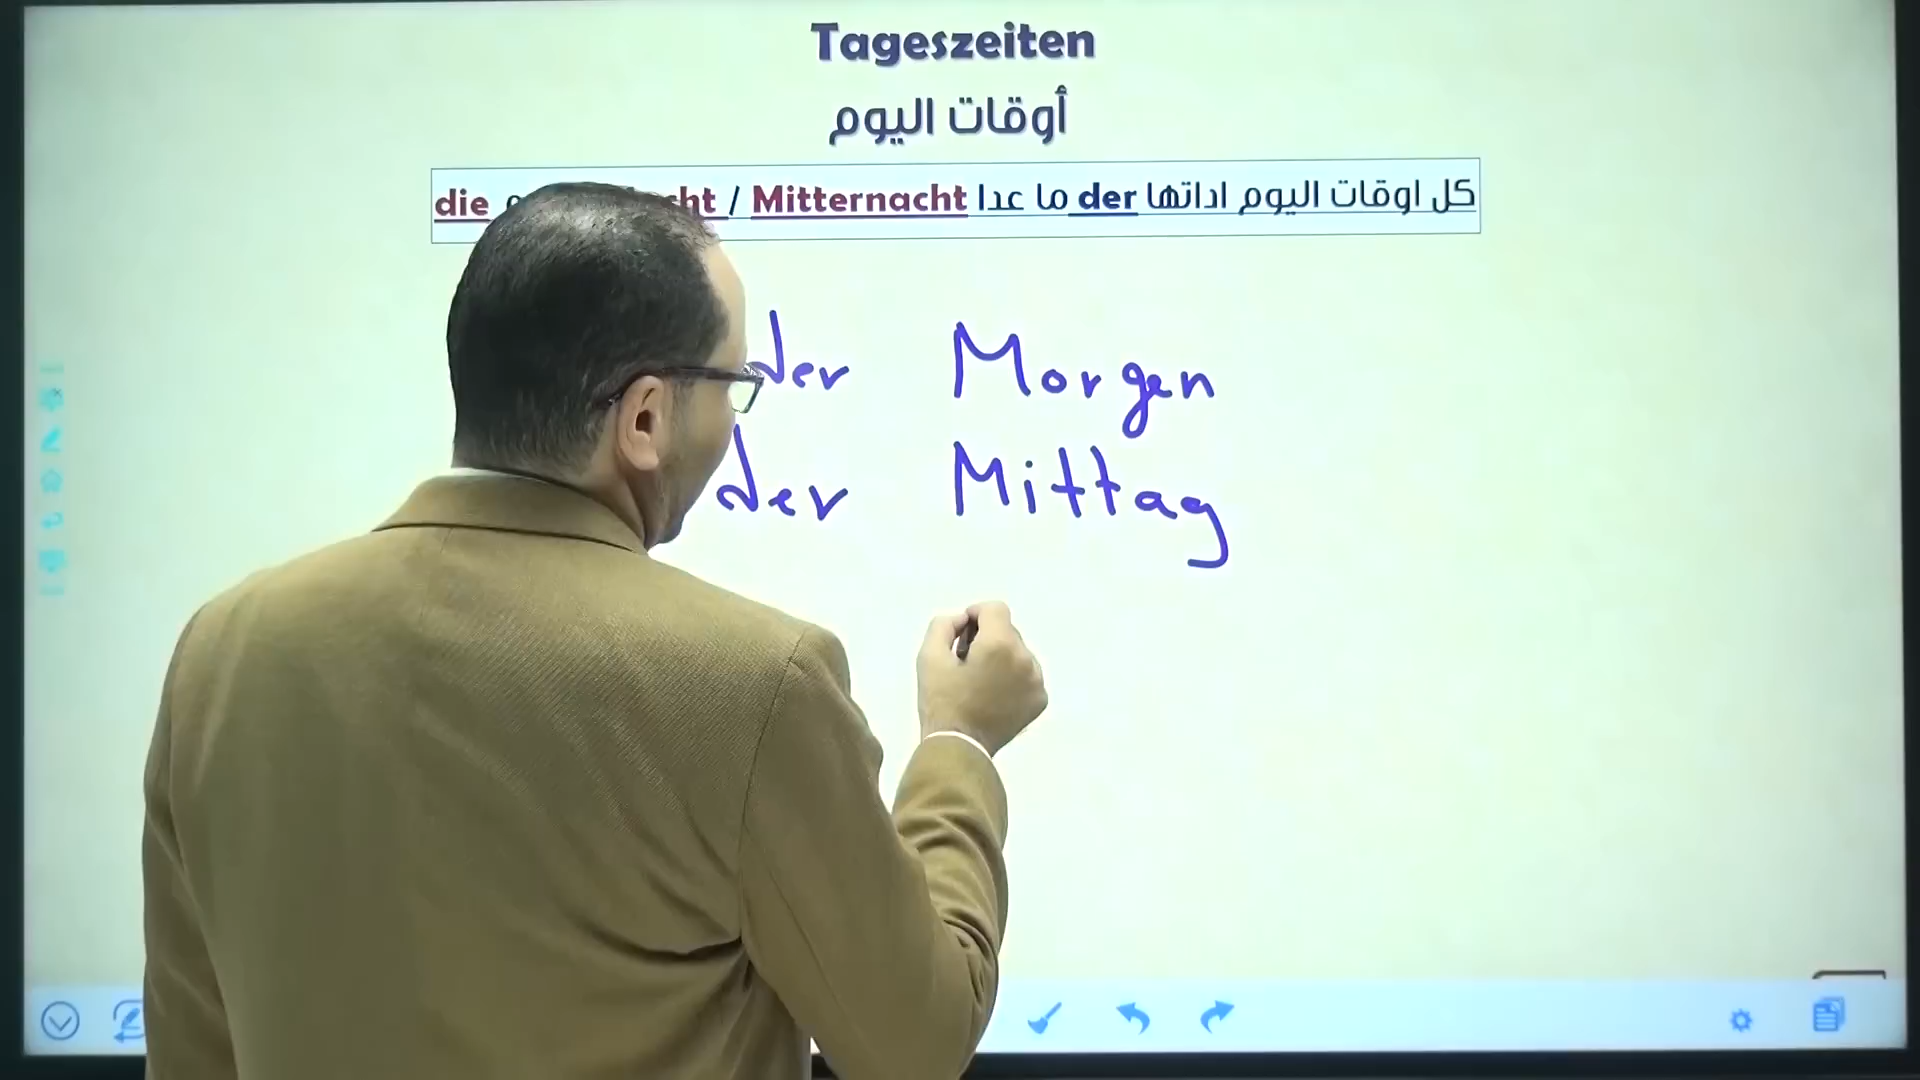 Tageszeiten
أوقات اليوم
كل اوقات اليوم اداتها der ما عدا Mitternacht / die
der Morgen
der Mittag